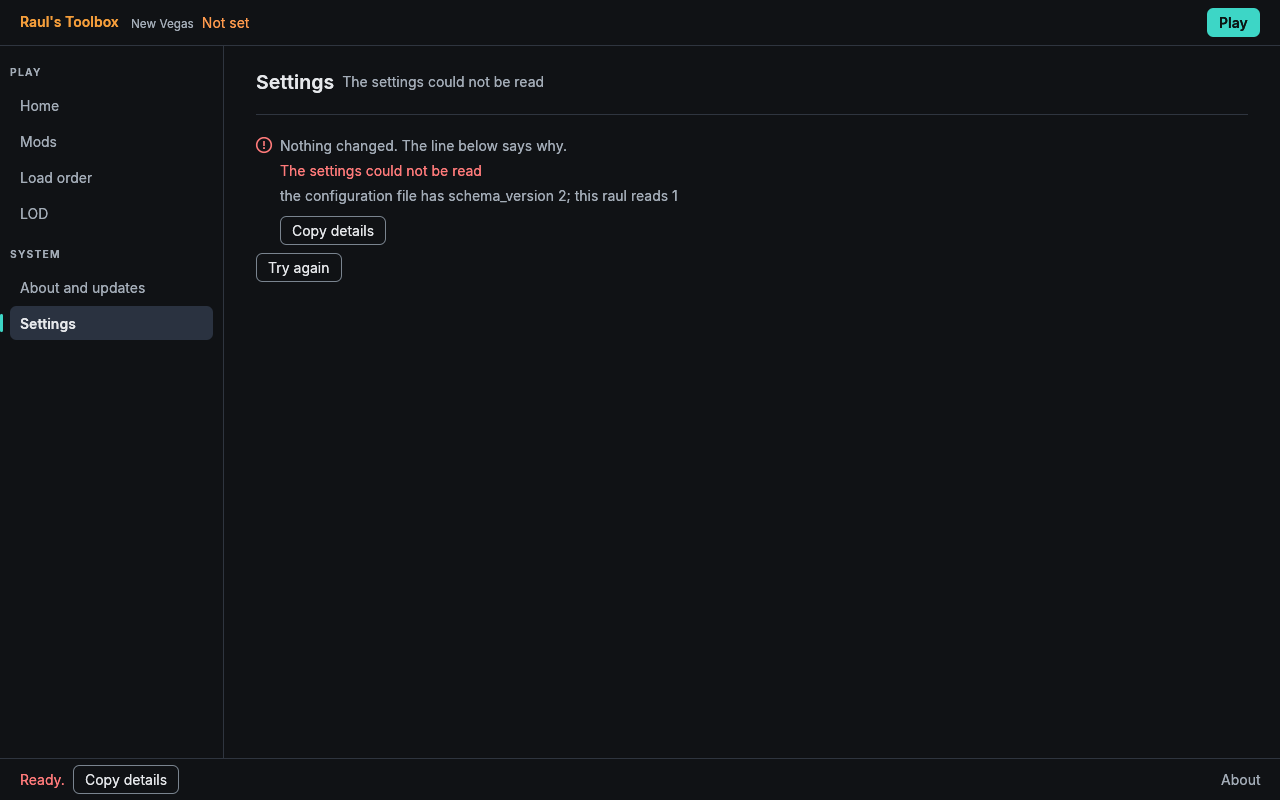 Raul's Toolbox New Vegas Not set Play
PLAY
Home
Mods
Load order
LOD
SYSTEM
About and updates
Settings
Settings The settings could not be read
Nothing changed. The line below says why.
The settings could not be read
the configuration file has schema_version 2; this raul reads 1
Copy details
Try again
Ready. Copy details About